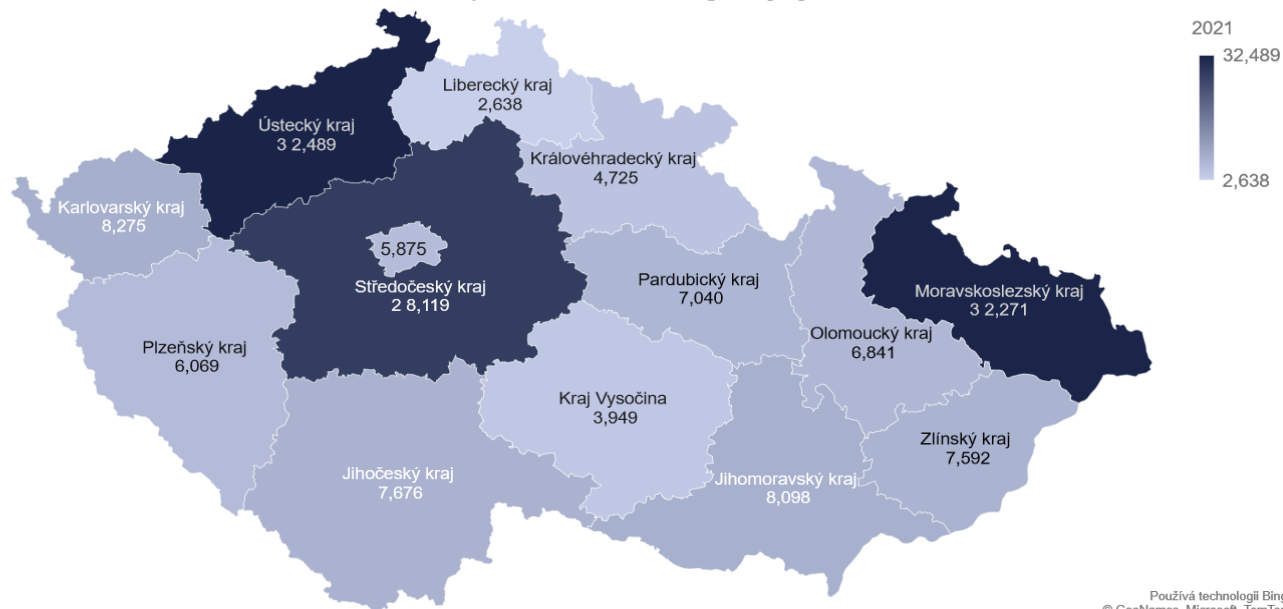 2021
32,489
2,638
Liberecký kraj
2,638
Ústecký kraj
3 2,489
Královéhradecký kraj
4,725
Karlovarský kraj
8,275
5,875
Středočeský kraj
2 8,119
Pardubický kraj
7,040
Moravskoslezský kraj
3 2,271
Olomoucký kraj
6,841
Plzeňský kraj
6,069
Kraj Vysočina
3,949
Zlínský kraj
7,592
Jihočeský kraj
7,676
Jihomoravský kraj
8,098
Používá technologii Bing